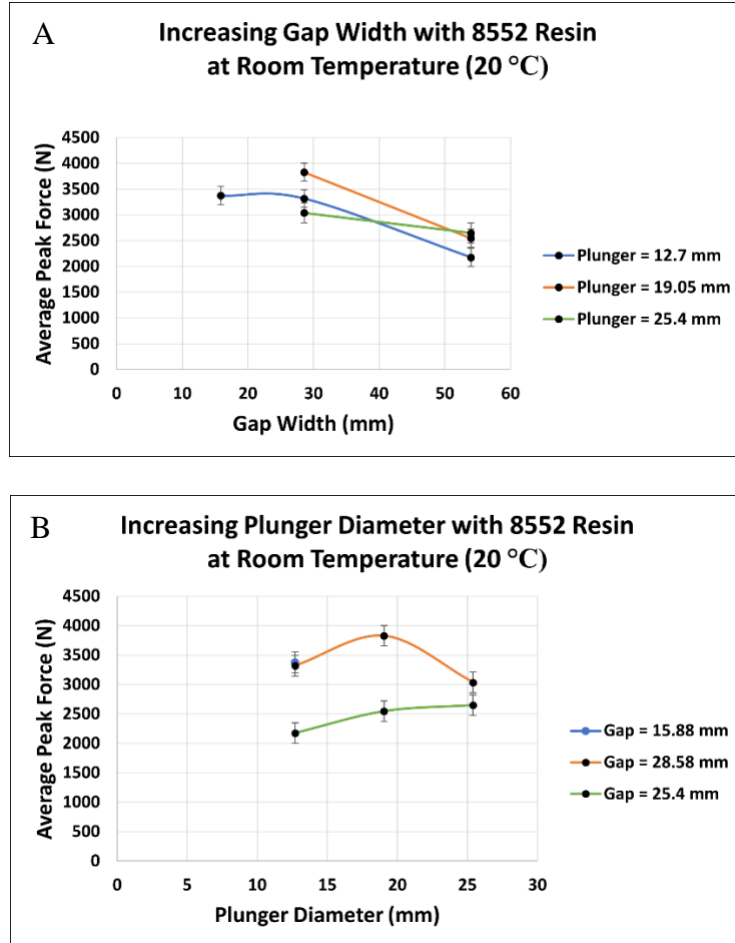 A
Increasing Gap Width with 8552 Resin
at Room Temperature (20 °C)
4500
4000
3500
3000
2500
2000
1500
1000
500
0
Average Peak Force (N)
0 10 20 30 40 50 60
Gap Width (mm)
Plunger = 12.7 mm
Plunger = 19.05 mm
Plunger = 25.4 mm
B
Increasing Plunger Diameter with 8552 Resin
at Room Temperature (20 °C)
4500
4000
3500
3000
2500
2000
1500
1000
500
0
Average Peak Force (N)
0 5 10 15 20 25 30
Plunger Diameter (mm)
Gap = 15.88 mm
Gap = 28.58 mm
Gap = 25.4 mm